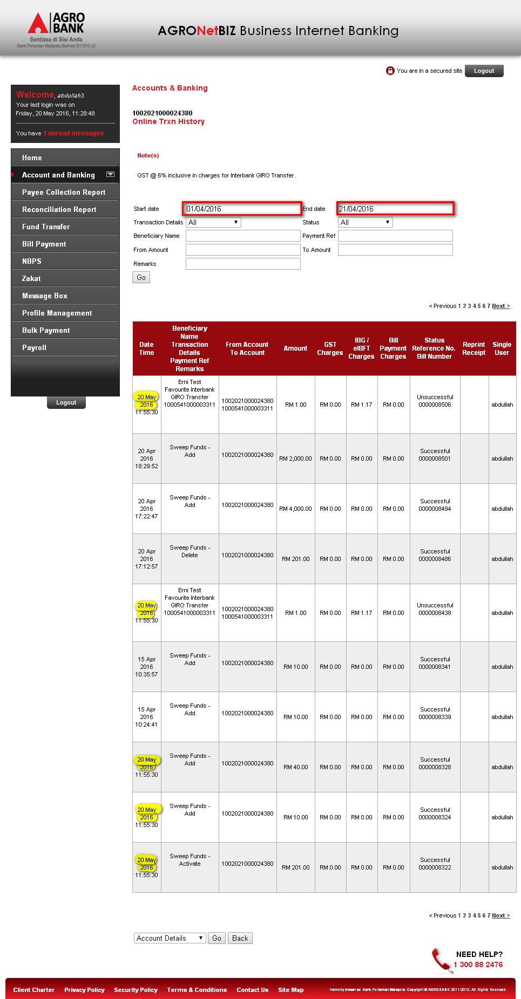 AGRO
BANK
Sentiasa di Sisi Anda
Bank Pertanian Malaysia Berhad (811810-U)
AGRONetBIZ Business Internet Banking
You are in a secured site
Logout
Welcome, abdullah3
Your last login was on
Friday, 20 May 2016, 11:28:48
You have 1 unread messages
Home
Account and Banking
Payee Collection Report
Reconciliation Report
Fund Transfer
Bill Payment
NBPS
Zakat
Message Box
Profile Management
Bulk Payment
Payroll
Logout
Accounts & Banking
1002021000024380
Online Trxn History
Note(s)
GST @ 6% inclusive in charges for Interbank GIRO Transfer.
Start date 01/04/2016 End date 21/04/2016
Transaction Details All Status All
Beneficiary Name Payment Ref
From Amount To Amount
Remarks
Go
< Previous 1 2 3 4 5 6 7 Next >
Date
Time
Beneficiary
Name
Transaction
Details
Payment Ref
Remarks
From Account
To Account
Amount
GST
Charges
IBG /
eIBFT
Charges
Bill
Payment
Charges
Status
Reference No.
Bill Number
Reprint
Receipt
Single
User
20 May
2016
11:55:30
Erni Test
Favourite Interbank
GIRO Transfer
1000541000003311
1002021000024380
1000541000003311
RM 1.00
RM 0.00
RM 1.17
RM 0.00
Unsuccessful
0000008506
abdullah
20 Apr
2016
18:29:52
Sweep Funds -
Add
1002021000024380
RM 2,000.00
RM 0.00
RM 0.00
RM 0.00
Successful
0000008501
abdullah
20 Apr
2016
17:22:47
Sweep Funds -
Add
1002021000024380
RM 4,000.00
RM 0.00
RM 0.00
RM 0.00
Successful
0000008494
abdullah
20 Apr
2016
17:12:57
Sweep Funds -
Delete
1002021000024380
RM 201.00
RM 0.00
RM 0.00
RM 0.00
Successful
0000008486
abdullah
20 May
2016
11:55:30
Erni Test
Favourite Interbank
GIRO Transfer
1000541000003311
1002021000024380
1000541000003311
RM 1.00
RM 0.00
RM 1.17
RM 0.00
Unsuccessful
0000008438
abdullah
15 Apr
2016
10:35:57
Sweep Funds -
Add
1002021000024380
RM 10.00
RM 0.00
RM 0.00
RM 0.00
Successful
0000008341
abdullah
15 Apr
2016
10:24:41
Sweep Funds -
Add
1002021000024380
RM 10.00
RM 0.00
RM 0.00
RM 0.00
Successful
0000008339
abdullah
20 May
2016
11:55:30
Sweep Funds -
Add
1002021000024380
RM 40.00
RM 0.00
RM 0.00
RM 0.00
Successful
0000008328
abdullah
20 May
2016
11:55:30
Sweep Funds -
Add
1002021000024380
RM 10.00
RM 0.00
RM 0.00
RM 0.00
Successful
0000008324
abdullah
20 May
2016
11:55:30
Sweep Funds -
Activate
1002021000024380
RM 201.00
RM 0.00
RM 0.00
RM 0.00
Successful
0000008322
abdullah
< Previous 1 2 3 4 5 6 7 Next >
Account Details Go Back
NEED HELP?
1 300 88 2476
Client Charter Privacy Policy Security Policy Terms & Conditions Contact Us Site Map
Formerly known as Bank Pertanian Malaysia. Copyright © AGROBANK 2011-2012. All Rights Reserved.